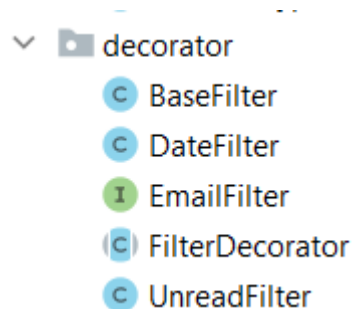 decorator
C BaseFilter
C DateFilter
I EmailFilter
C FilterDecorator
C UnreadFilter